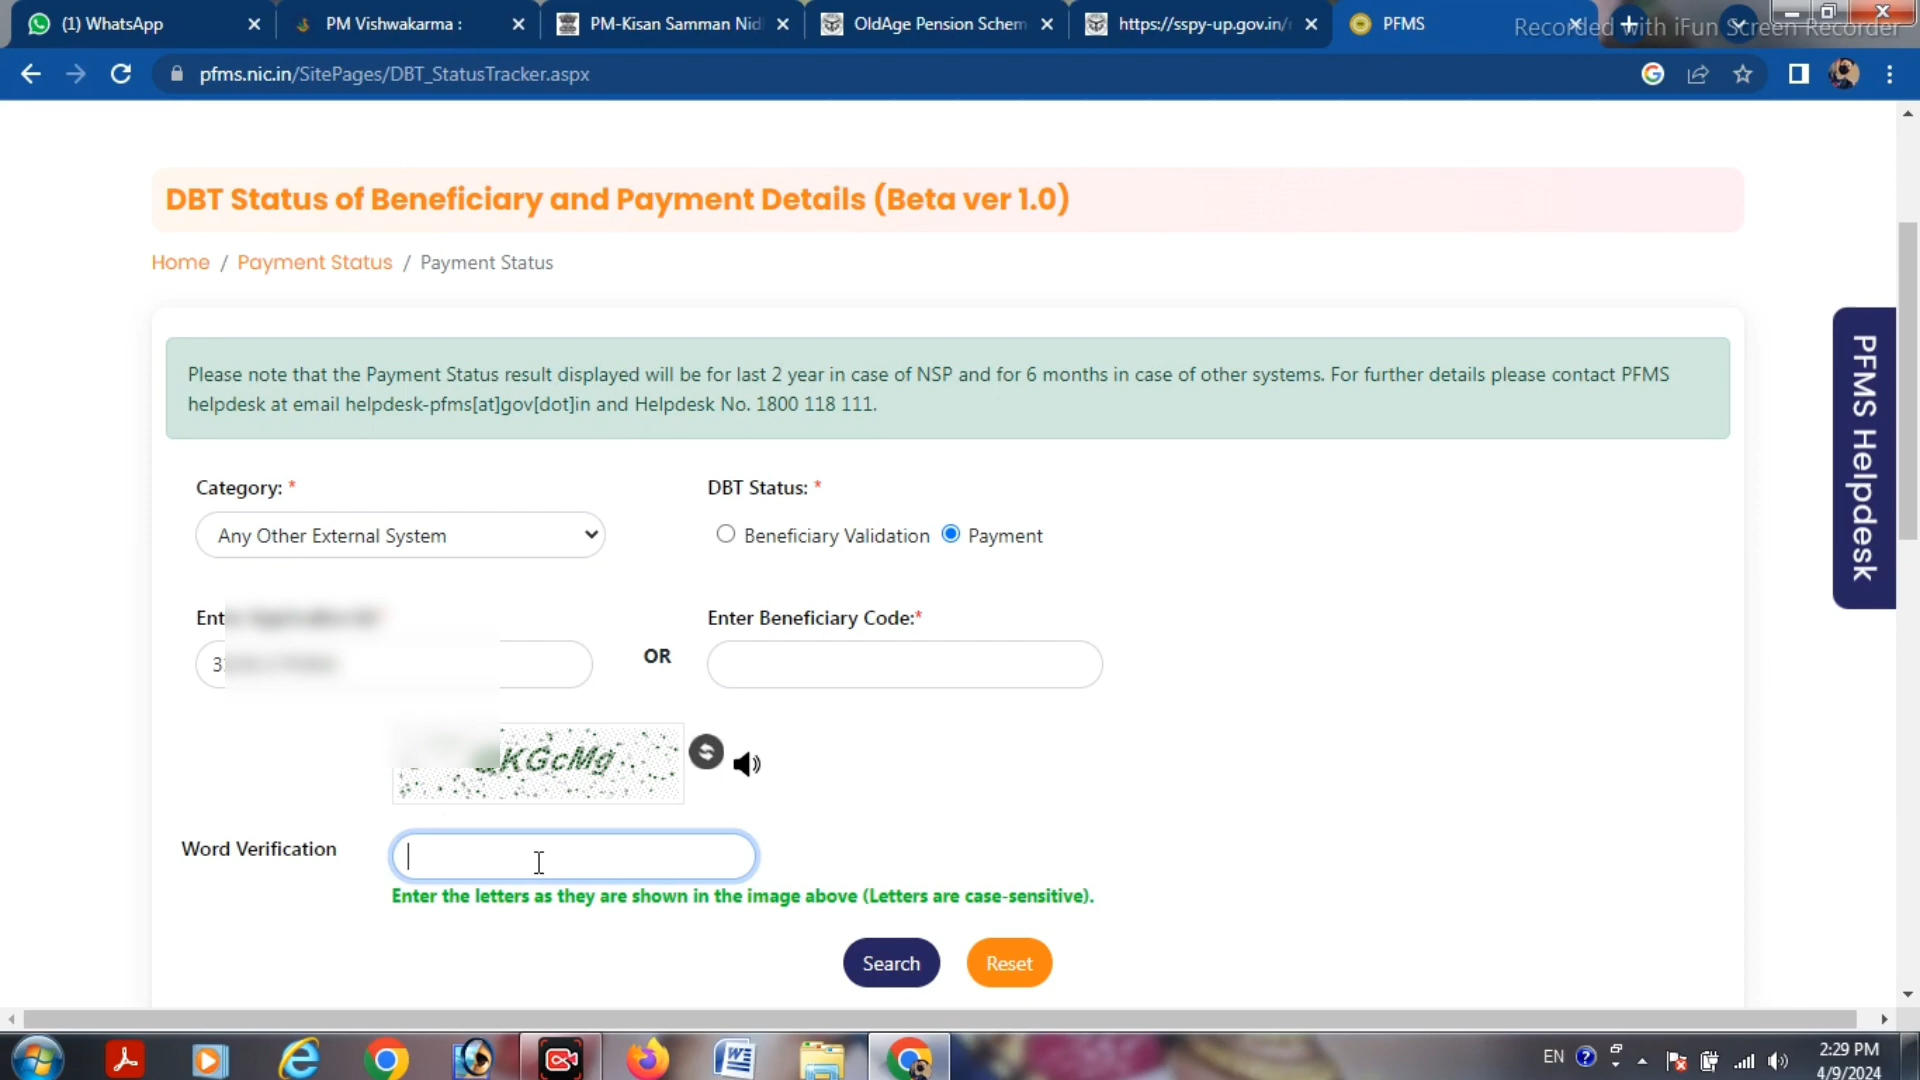 (1) WhatsApp
PM Vishwakarma :
PM-Kisan Samman Nid
OldAge Pension Schem
https://sspy-up.gov.in/
PFMS
Recorded with iFun Screen Recorder
pfms.nic.in/SitePages/DBT_StatusTracker.aspx
DBT Status of Beneficiary and Payment Details (Beta ver 1.0)
Home / Payment Status / Payment Status
Please note that the Payment Status result displayed will be for last 2 year in case of NSP and for 6 months in case of other systems. For further details please contact PFMS
helpdesk at email helpdesk-pfms[at]gov[dot]in and Helpdesk No. 1800 118 111.
Category: *
DBT Status: *
Any Other External System
Beneficiary Validation
Payment
Enter Beneficiary Code:*
OR
KGcMg
Word Verification
Enter the letters as they are shown in the image above (Letters are case-sensitive).
Search
Reset
PFMS Helpdesk
EN
2:29 PM
4/9/2024